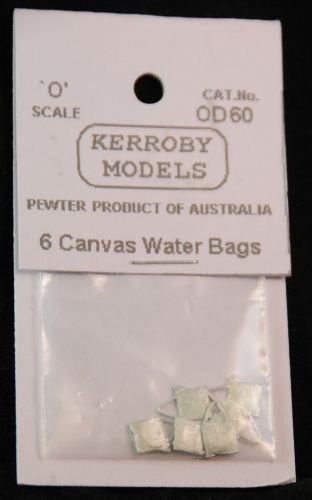 'O' SCALE
CAT.No. OD60
KERROBY
MODELS
PEWTER PRODUCT OF AUSTRALIA
6 Canvas Water Bags